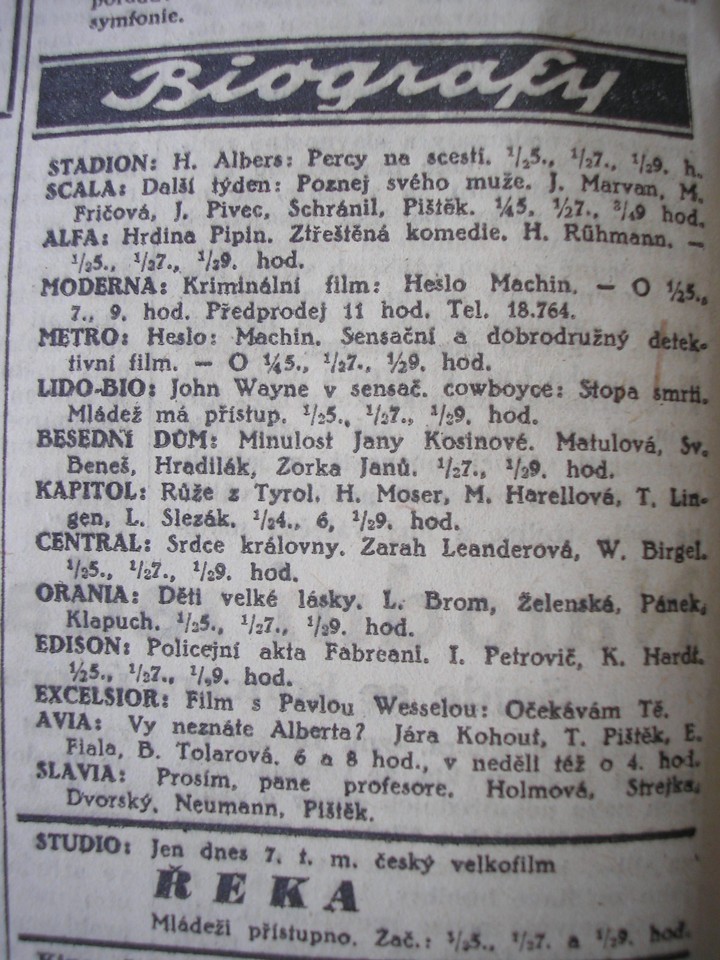 symfonie.
Biografy
STADION: H. Albers: Percy na scestí. ½5., ½7., ½9. h.
SCALA: Další týden: Poznej svého muže. J. Marvan, M.
Fričová, J. Pivec, Schránil, Pištěk. ¼5, ½7., ¾9 hod.
ALFA: Hrdina Pipin. Ztřeštěná komedie. H. Rühmann. —
½5., ½7., ½9. hod.
MODERNA: Kriminální film: Heslo Machin. — O ½5.,
7., 9. hod. Předprodej 11 hod. Tel. 18.764.
METRO: Heslo: Machin. Sensační a dobrodružný detek-
tivní film. — O ¼5., ½7., ½9. hod.
LIDO-BIO: John Wayne v sensač. cowboyce: Stopa smrti.
Mládež má přístup. ½5., ½7., ½9. hod.
BESEDNÍ DŮM: Minulost Jany Kosinové. Matulová, Sv.
Beneš, Hradilák, Zorka Janů. ½7., ½9. hod.
KAPITOL: Růže z Tyrol. H. Moser, M. Harellová, T. Lin-
gen, L. Slezák. ½4., 6, ½9. hod.
CENTRAL: Srdce královny. Zarah Leanderová, W. Birgel.
½5., ½7., ½9. hod.
ORANIA: Děti velké lásky. L. Brom, Želenská, Pánek,
Klapuch. ½5., ½7., ½9. hod.
EDISON: Policejní akta Fabreani. I. Petrovič, K. Hardt.
½5., ½7., ½9. hod.
EXCELSIOR: Film s Pavlou Wesselou: Očekávám Tě.
AVIA: Vy neznáte Alberta? Jára Kohout, T. Pištěk, E.
Fiala, B. Tolarová. 6 a 8 hod., v neděli též o 4. hod.
SLAVIA: Prosím, pane profesore. Holmová, Strejka,
Dvorský, Neumann, Pištěk.
STUDIO: Jen dnes 7. t. m. český velkofilm
ŘEKA
Mládeži přístupno. Zač.: ½5., ½7. a ½9. hod.